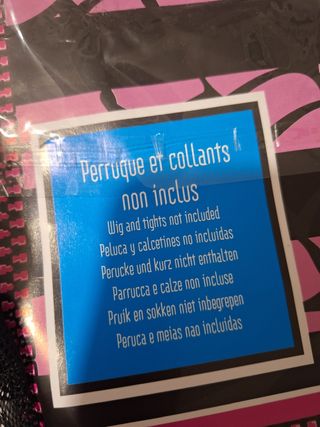 Perruque et collants
non inclus
Wig and tights not included
Peluca y calcetines no incluidas
Perucke und kurz nicht enthalten
Parrucca e calze non incluse
Pruik en sokken niet inbegrepen
Peruca e meias nao incluidas